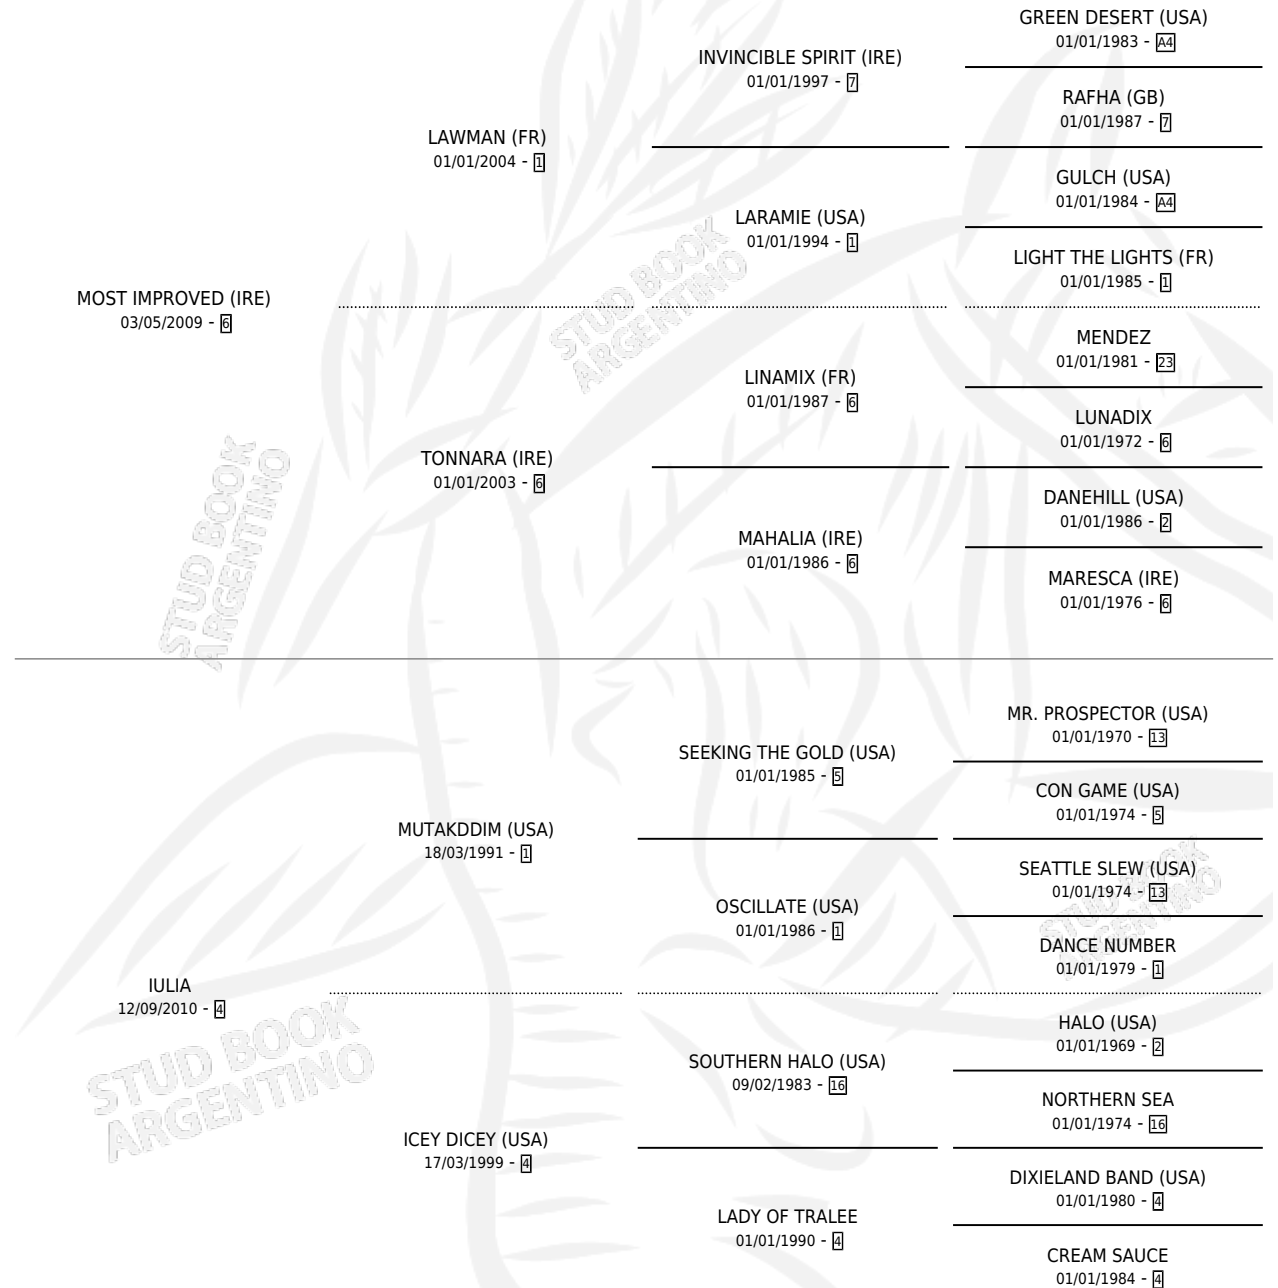 GREEN DESERT (USA)
01/01/1983 - A4
INVINCIBLE SPIRIT (IRE)
01/01/1997 - 7
RAFHA (GB)
01/01/1987 - 7
LAWMAN (FR)
01/01/2004 - 1
GULCH (USA)
01/01/1984 - A4
LARAMIE (USA)
01/01/1994 - 1
LIGHT THE LIGHTS (FR)
01/01/1985 - 1
MOST IMPROVED (IRE)
03/05/2009 - 6
STUD BOOK
ARGENTINO
MENDEZ
01/01/1981 - 23
LINAMIX (FR)
01/01/1987 - 6
LUNADIX
01/01/1972 - 6
TONNARA (IRE)
01/01/2003 - 6
DANEHILL (USA)
01/01/1986 - 2
MAHALIA (IRE)
01/01/1986 - 6
MARESCA (IRE)
01/01/1976 - 6
STUD BOOK
ARGENTINO
MR. PROSPECTOR (USA)
01/01/1970 - 13
SEEKING THE GOLD (USA)
01/01/1985 - 5
CON GAME (USA)
01/01/1974 - 5
MUTAKDDIM (USA)
18/03/1991 - 1
SEATTLE SLEW (USA)
01/01/1974 - 13
OSCILLATE (USA)
01/01/1986 - 1
STUD BOOK
ARGENTINO
DANCE NUMBER
01/01/1979 - 1
IULIA
12/09/2010 - 4
STUD BOOK
ARGENTINO
HALO (USA)
01/01/1969 - 2
SOUTHERN HALO (USA)
09/02/1983 - 16
NORTHERN SEA
01/01/1974 - 16
ICEY DICEY (USA)
17/03/1999 - 4
DIXIELAND BAND (USA)
01/01/1980 - 4
LADY OF TRALEE
01/01/1990 - 4
CREAM SAUCE
01/01/1984 - 4